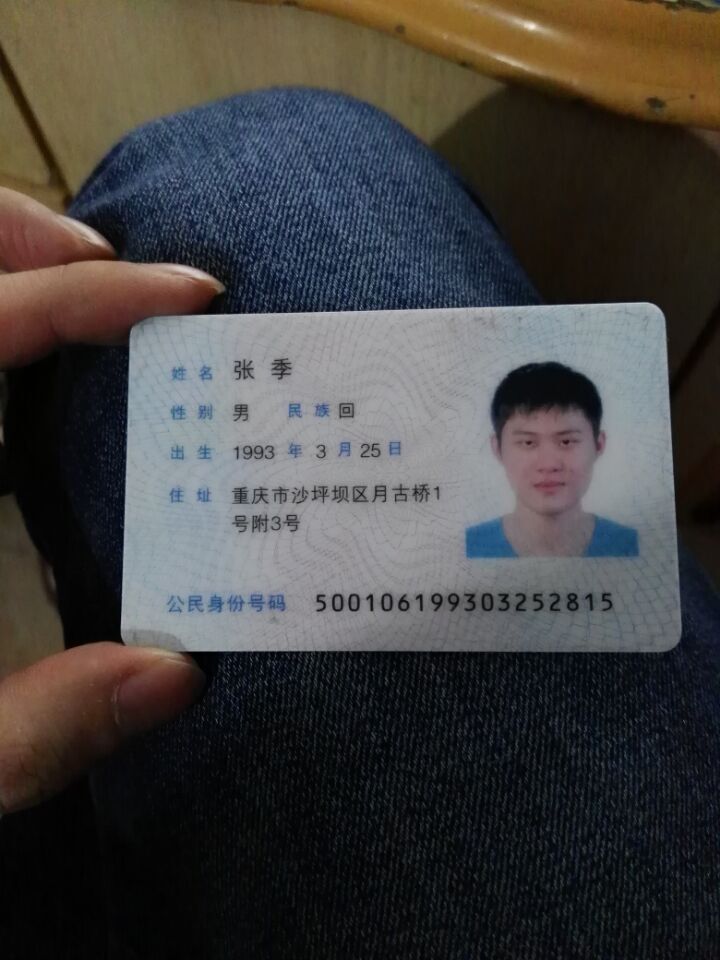 姓名 张季
性别 男 民族 回
出生 1993 年 3 月 25 日
住址 重庆市沙坪坝区月古桥1
号附3号
公民身份号码 500106199303252815